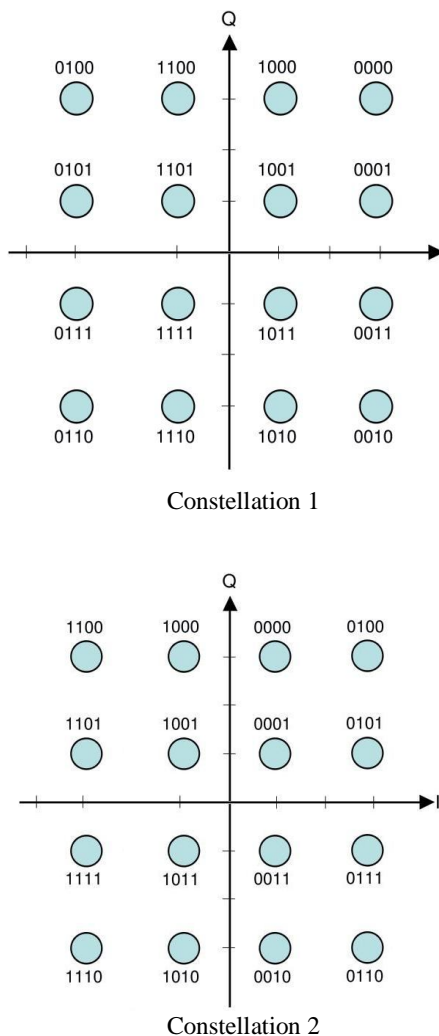 Q
0100 1100 1000 0000
0101 1101 1001 0001
0111 1111 1011 0011
0110 1110 1010 0010
Constellation 1
Q
1100 1000 0000 0100
1101 1001 0001 0101
I
1111 1011 0011 0111
1110 1010 0010 0110
Constellation 2